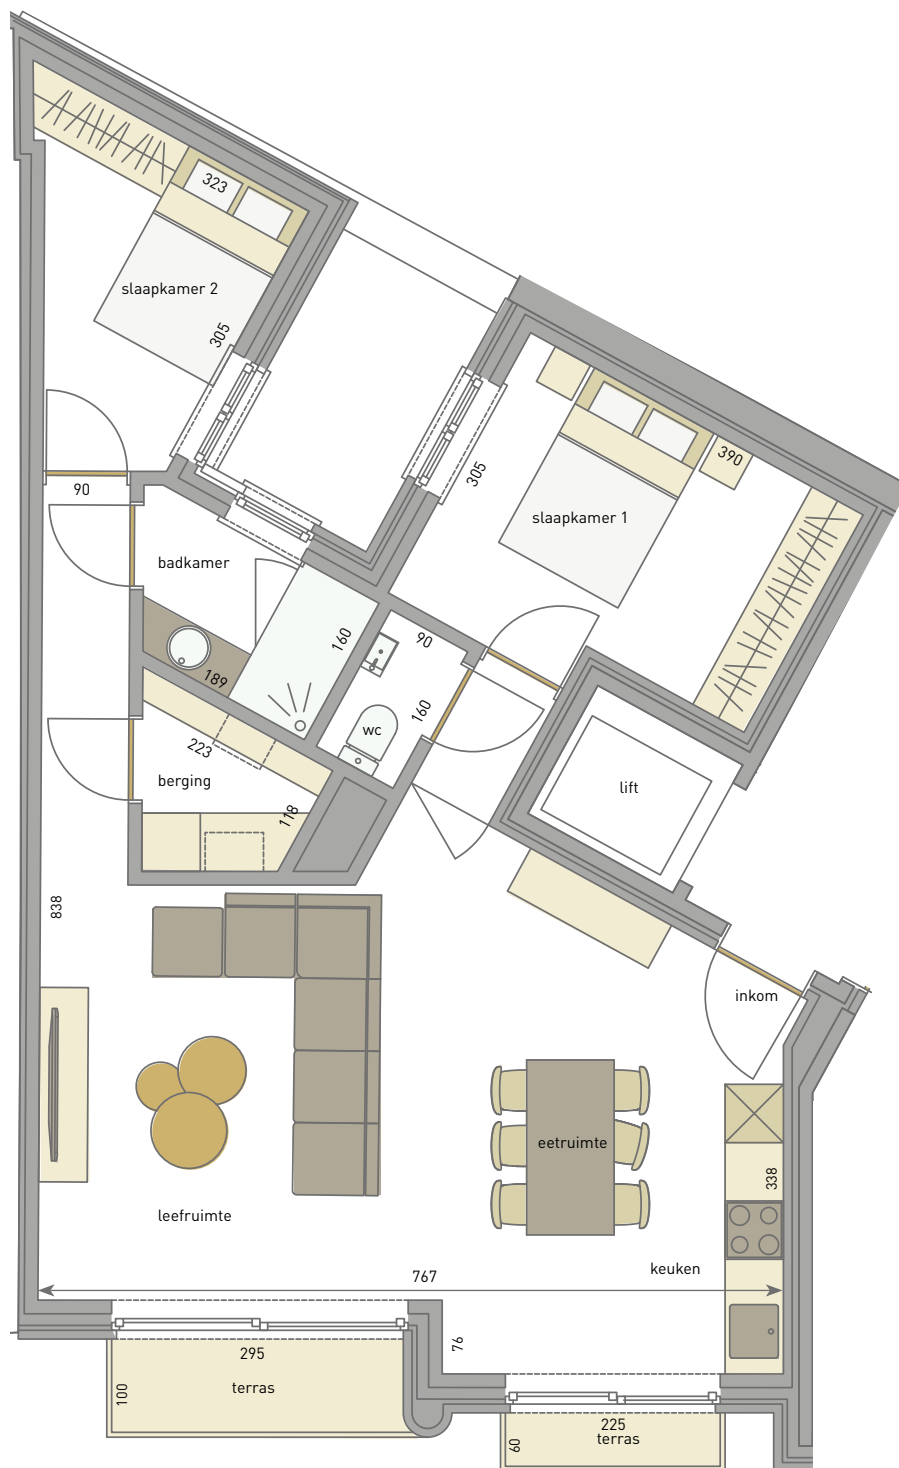 323
slaapkamer 2
305
305
390
slaapkamer 1
90
badkamer
160
90
189
160
wc
223
berging
118
lift
838
inkom
eetruimte
338
leefruimte
keuken
767
76
295
terras
100
225
terras
60